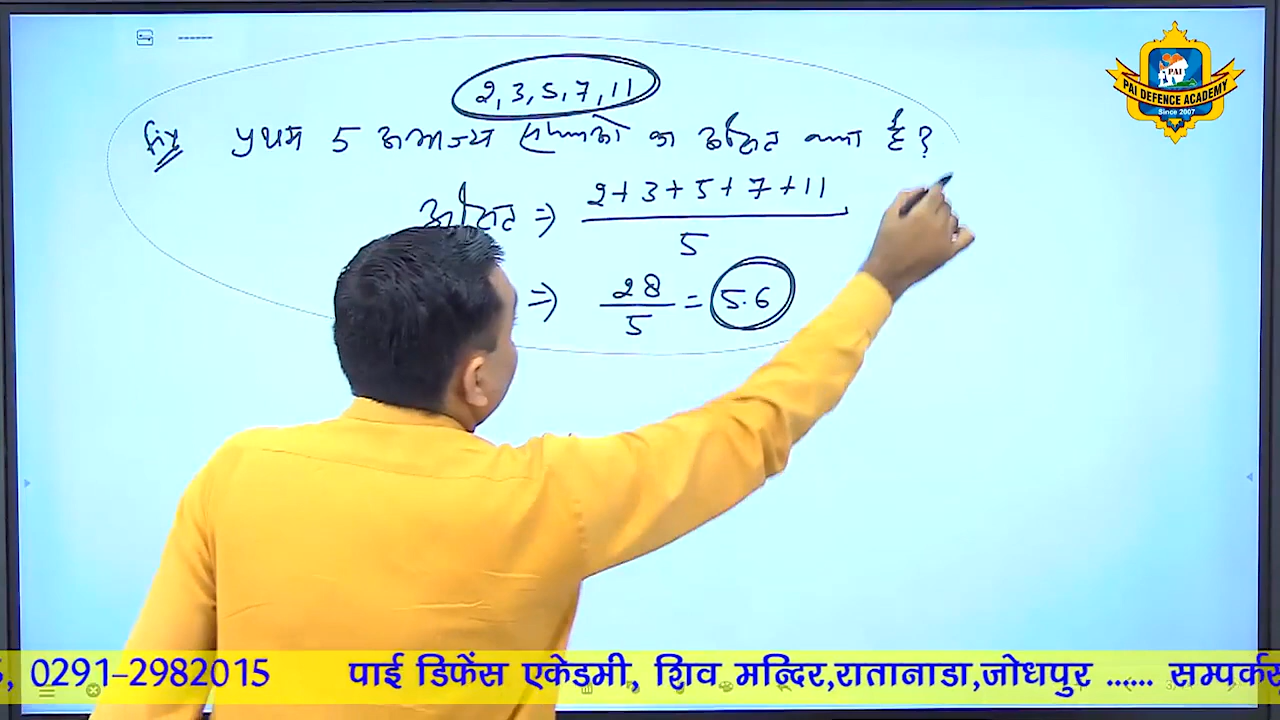 2, 3, 5, 7, 11
प्रथम 5 अभाज्य संख्याओं का औसत क्या है?
औसत ⇒ 2+3+5+7+11
5
⇒ 28/5 = 5.6
PAI
PAI DEFENCE ACADEMY
Since 2007
, 0291-2982015 पाई डिफेंस एकेडमी, शिव मन्दिर,रातानाडा,जोधपुर ...... सम्पर्क